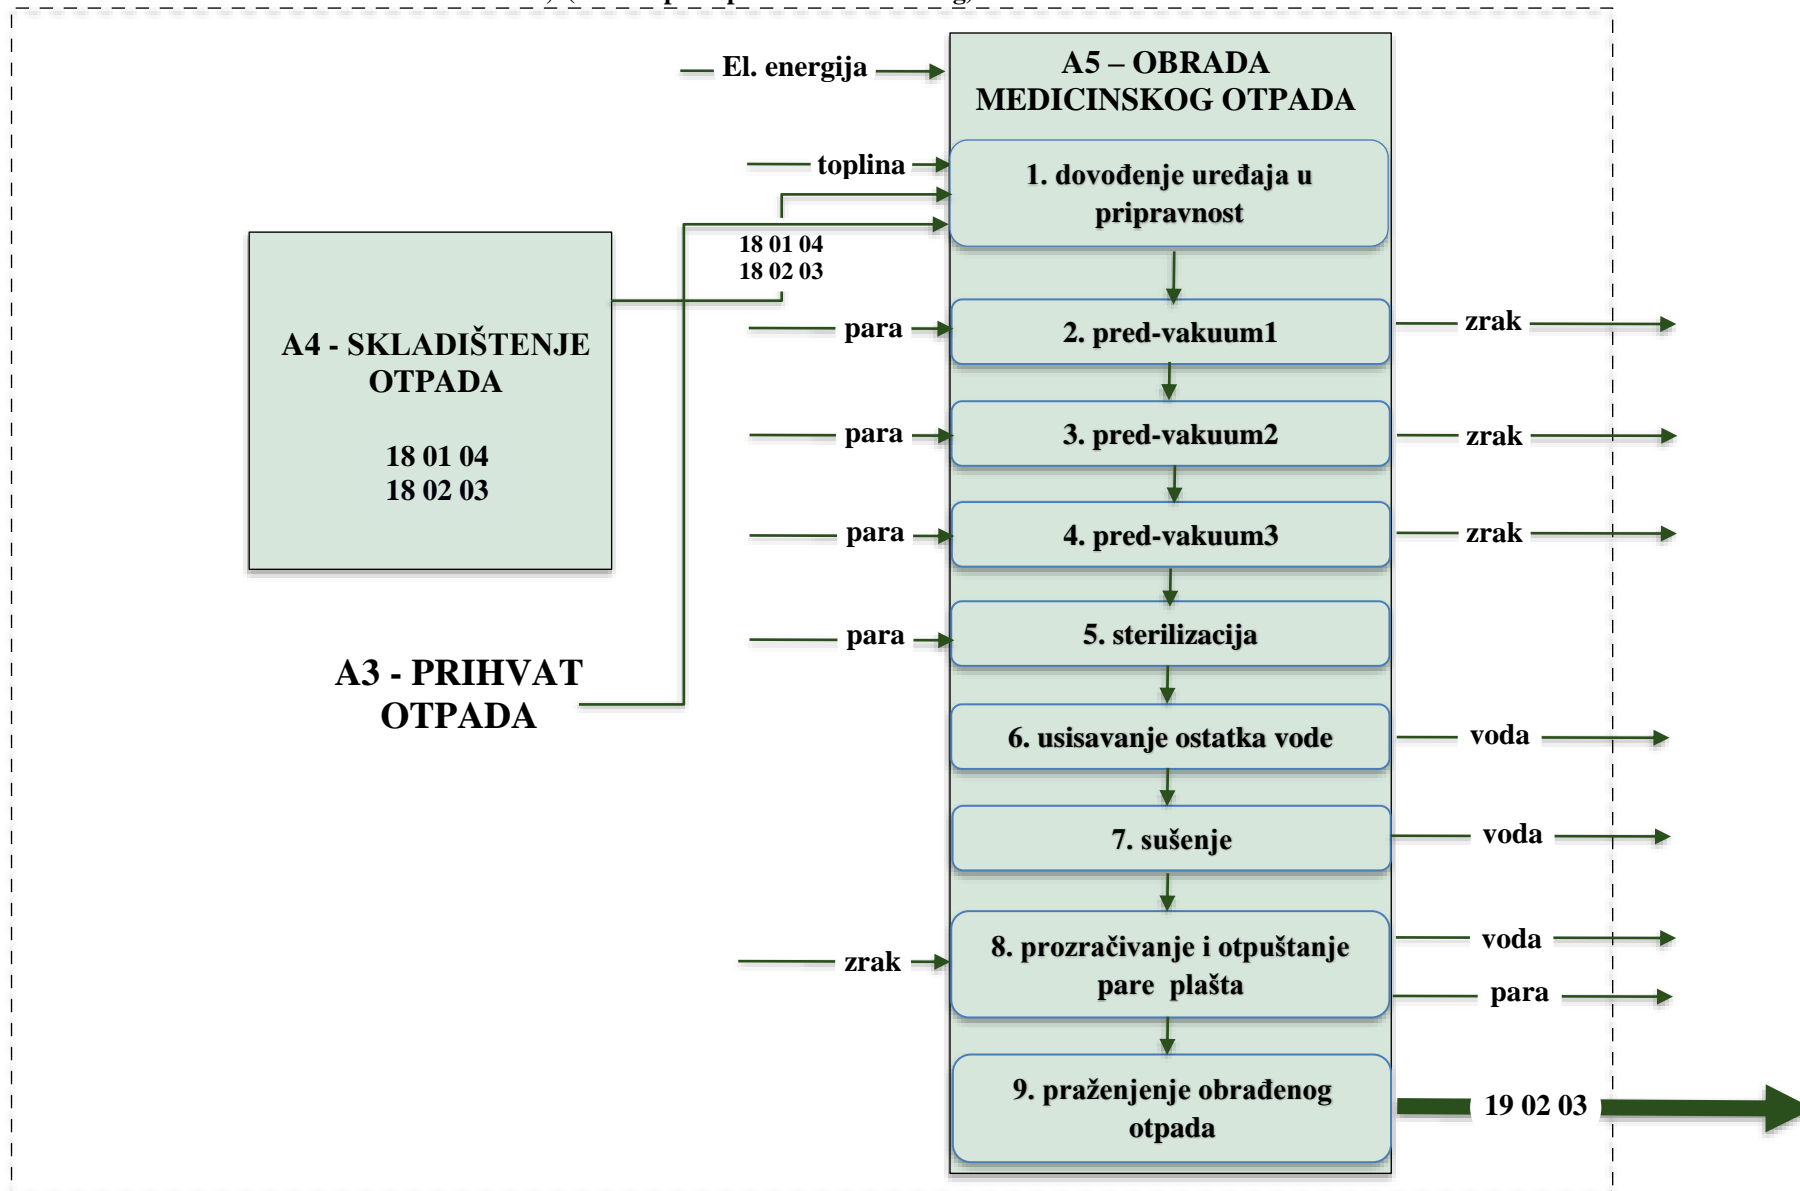 El. energija
A5 – OBRADA
MEDICINSKOG OTPADA
toplina
1. dovođenje uređaja u
pripravnost
18 01 04
18 02 03
A4 - SKLADIŠTENJE
OTPADA
18 01 04
18 02 03
para
2. pred-vakuum1
zrak
para
3. pred-vakuum2
zrak
para
4. pred-vakuum3
zrak
para
5. sterilizacija
A3 - PRIHVAT
OTPADA
6. usisavanje ostatka vode
voda
7. sušenje
voda
zrak
8. prozračivanje i otpuštanje
pare plašta
voda
para
9. praženjenje obrađenog
otpada
19 02 03